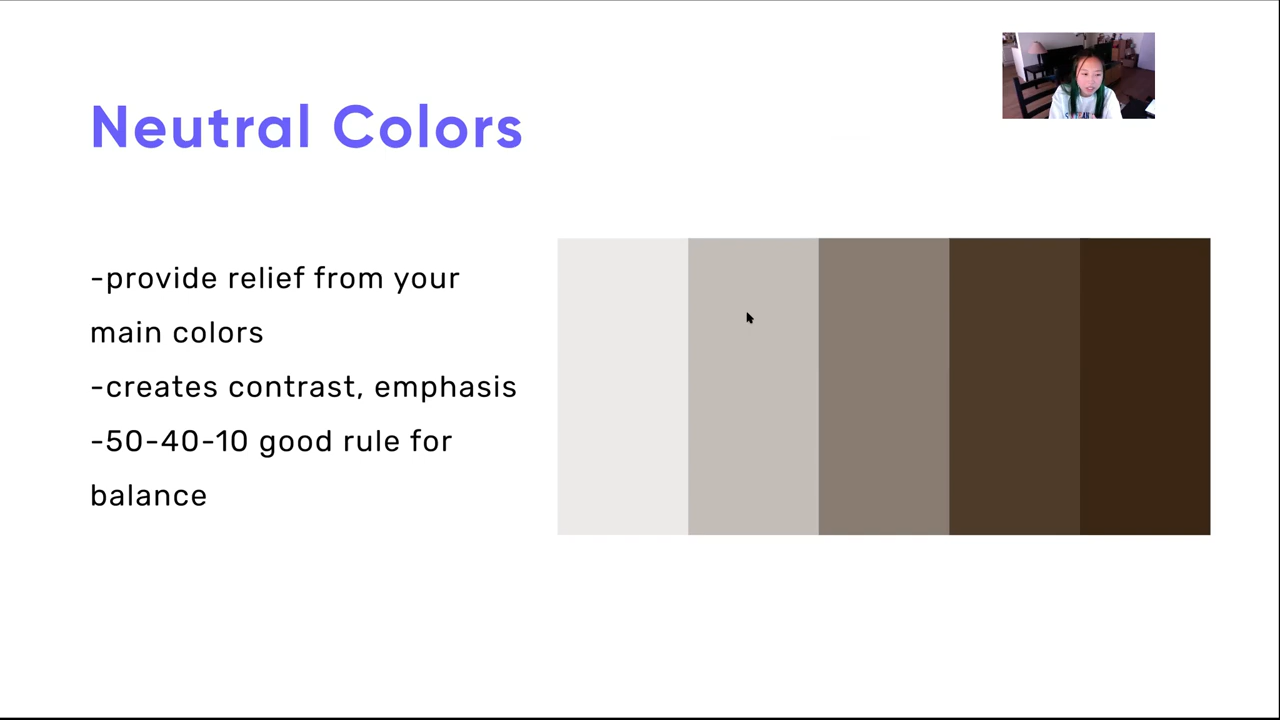 Neutral Colors
-provide relief from your
main colors
-creates contrast, emphasis
-50-40-10 good rule for
balance